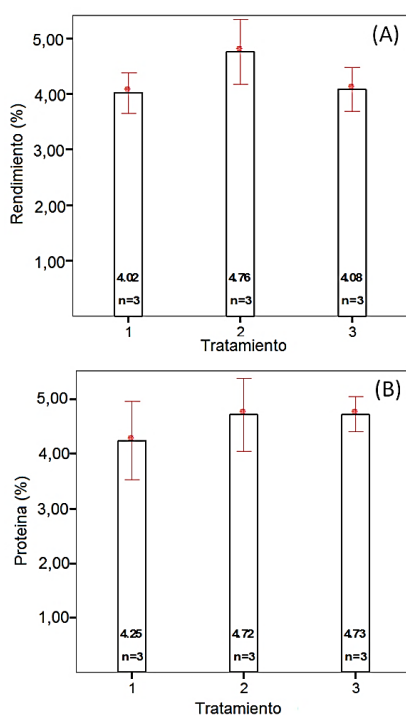 (A)
Rendimiento (%)
5,00
4,00
3,00
2,00
1,00
4.02
n=3
4.76
n=3
4.08
n=3
1
2
3
Tratamiento
(B)
Proteina (%)
5,00
4,00
3,00
2,00
1,00
4.25
n=3
4.72
n=3
4.73
n=3
1
2
3
Tratamiento